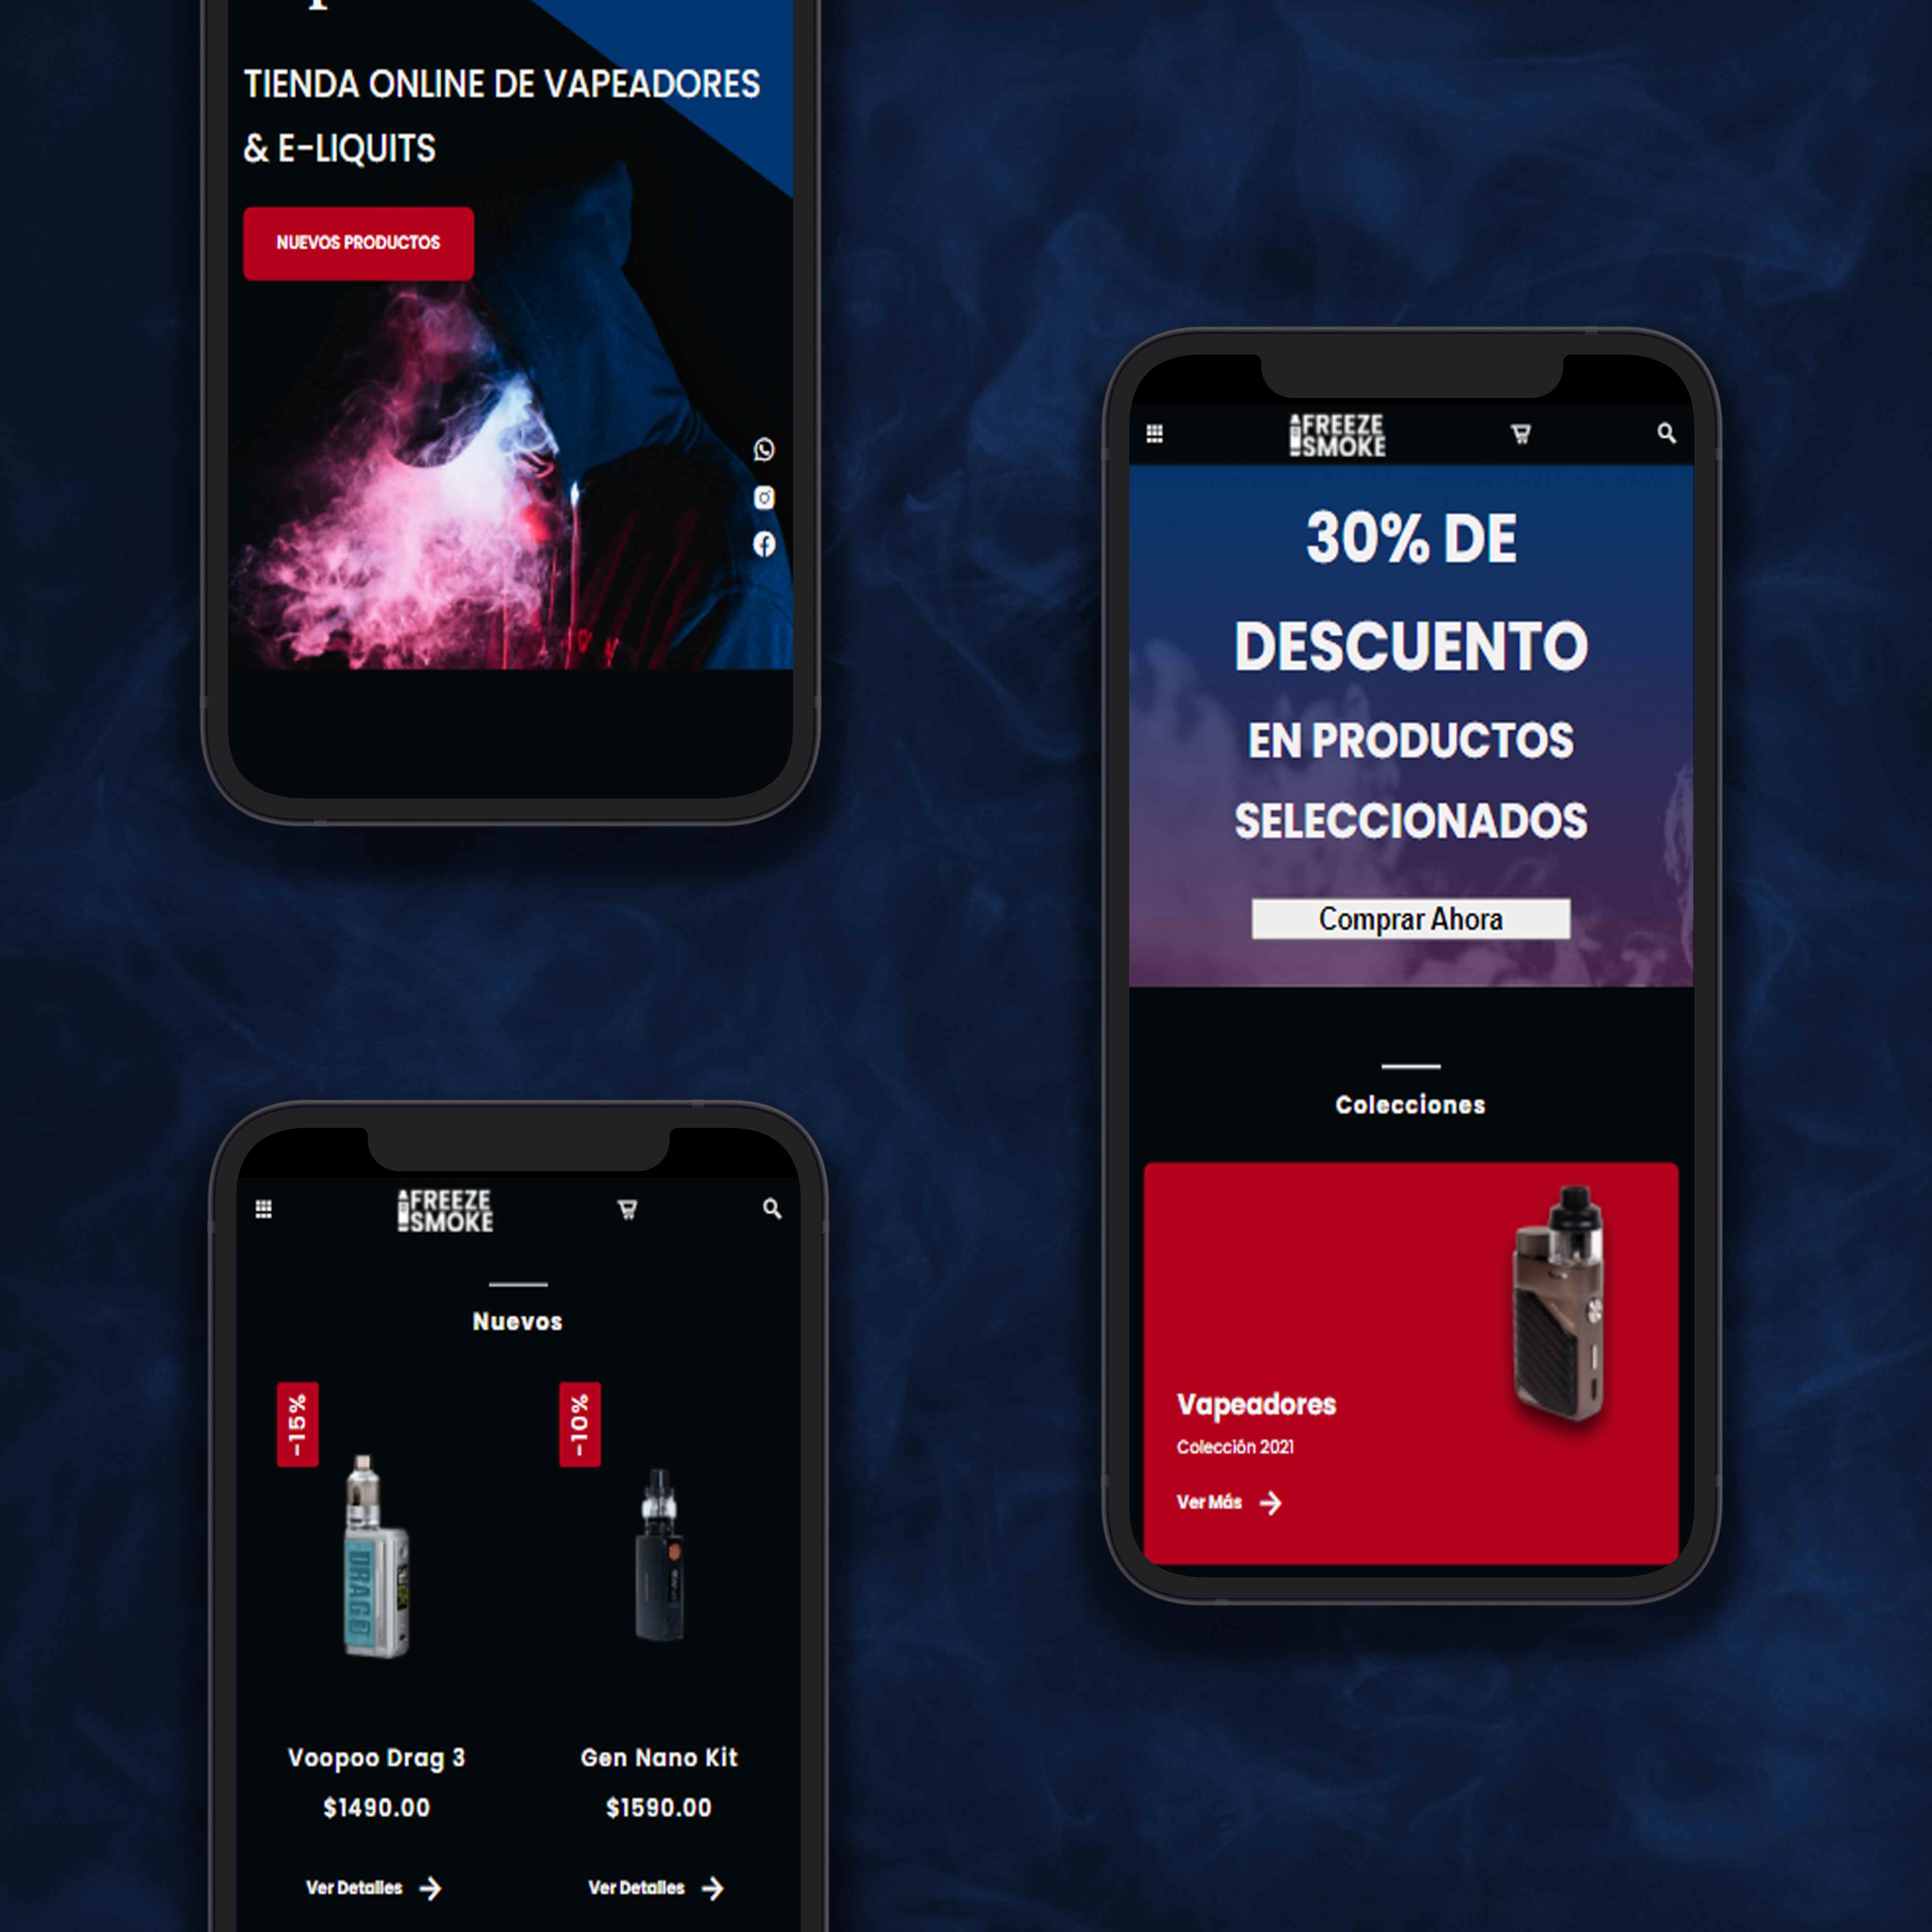 TIENDA ONLINE DE VAPEADORES
& E-LIQUITS
NUEVOS PRODUCTOS
FREEZE
SMOKE
30% DE
DESCUENTO
EN PRODUCTOS
SELECCIONADOS
Comprar Ahora
Colecciones
Vapeadores
Colección 2021
Ver Más
FREEZE
SMOKE
Nuevos
-15%
-10%
DRAG 3
Voopoo Drag 3
Gen Nano Kit
$1490.00
$1590.00
Ver Detalles
Ver Detalles